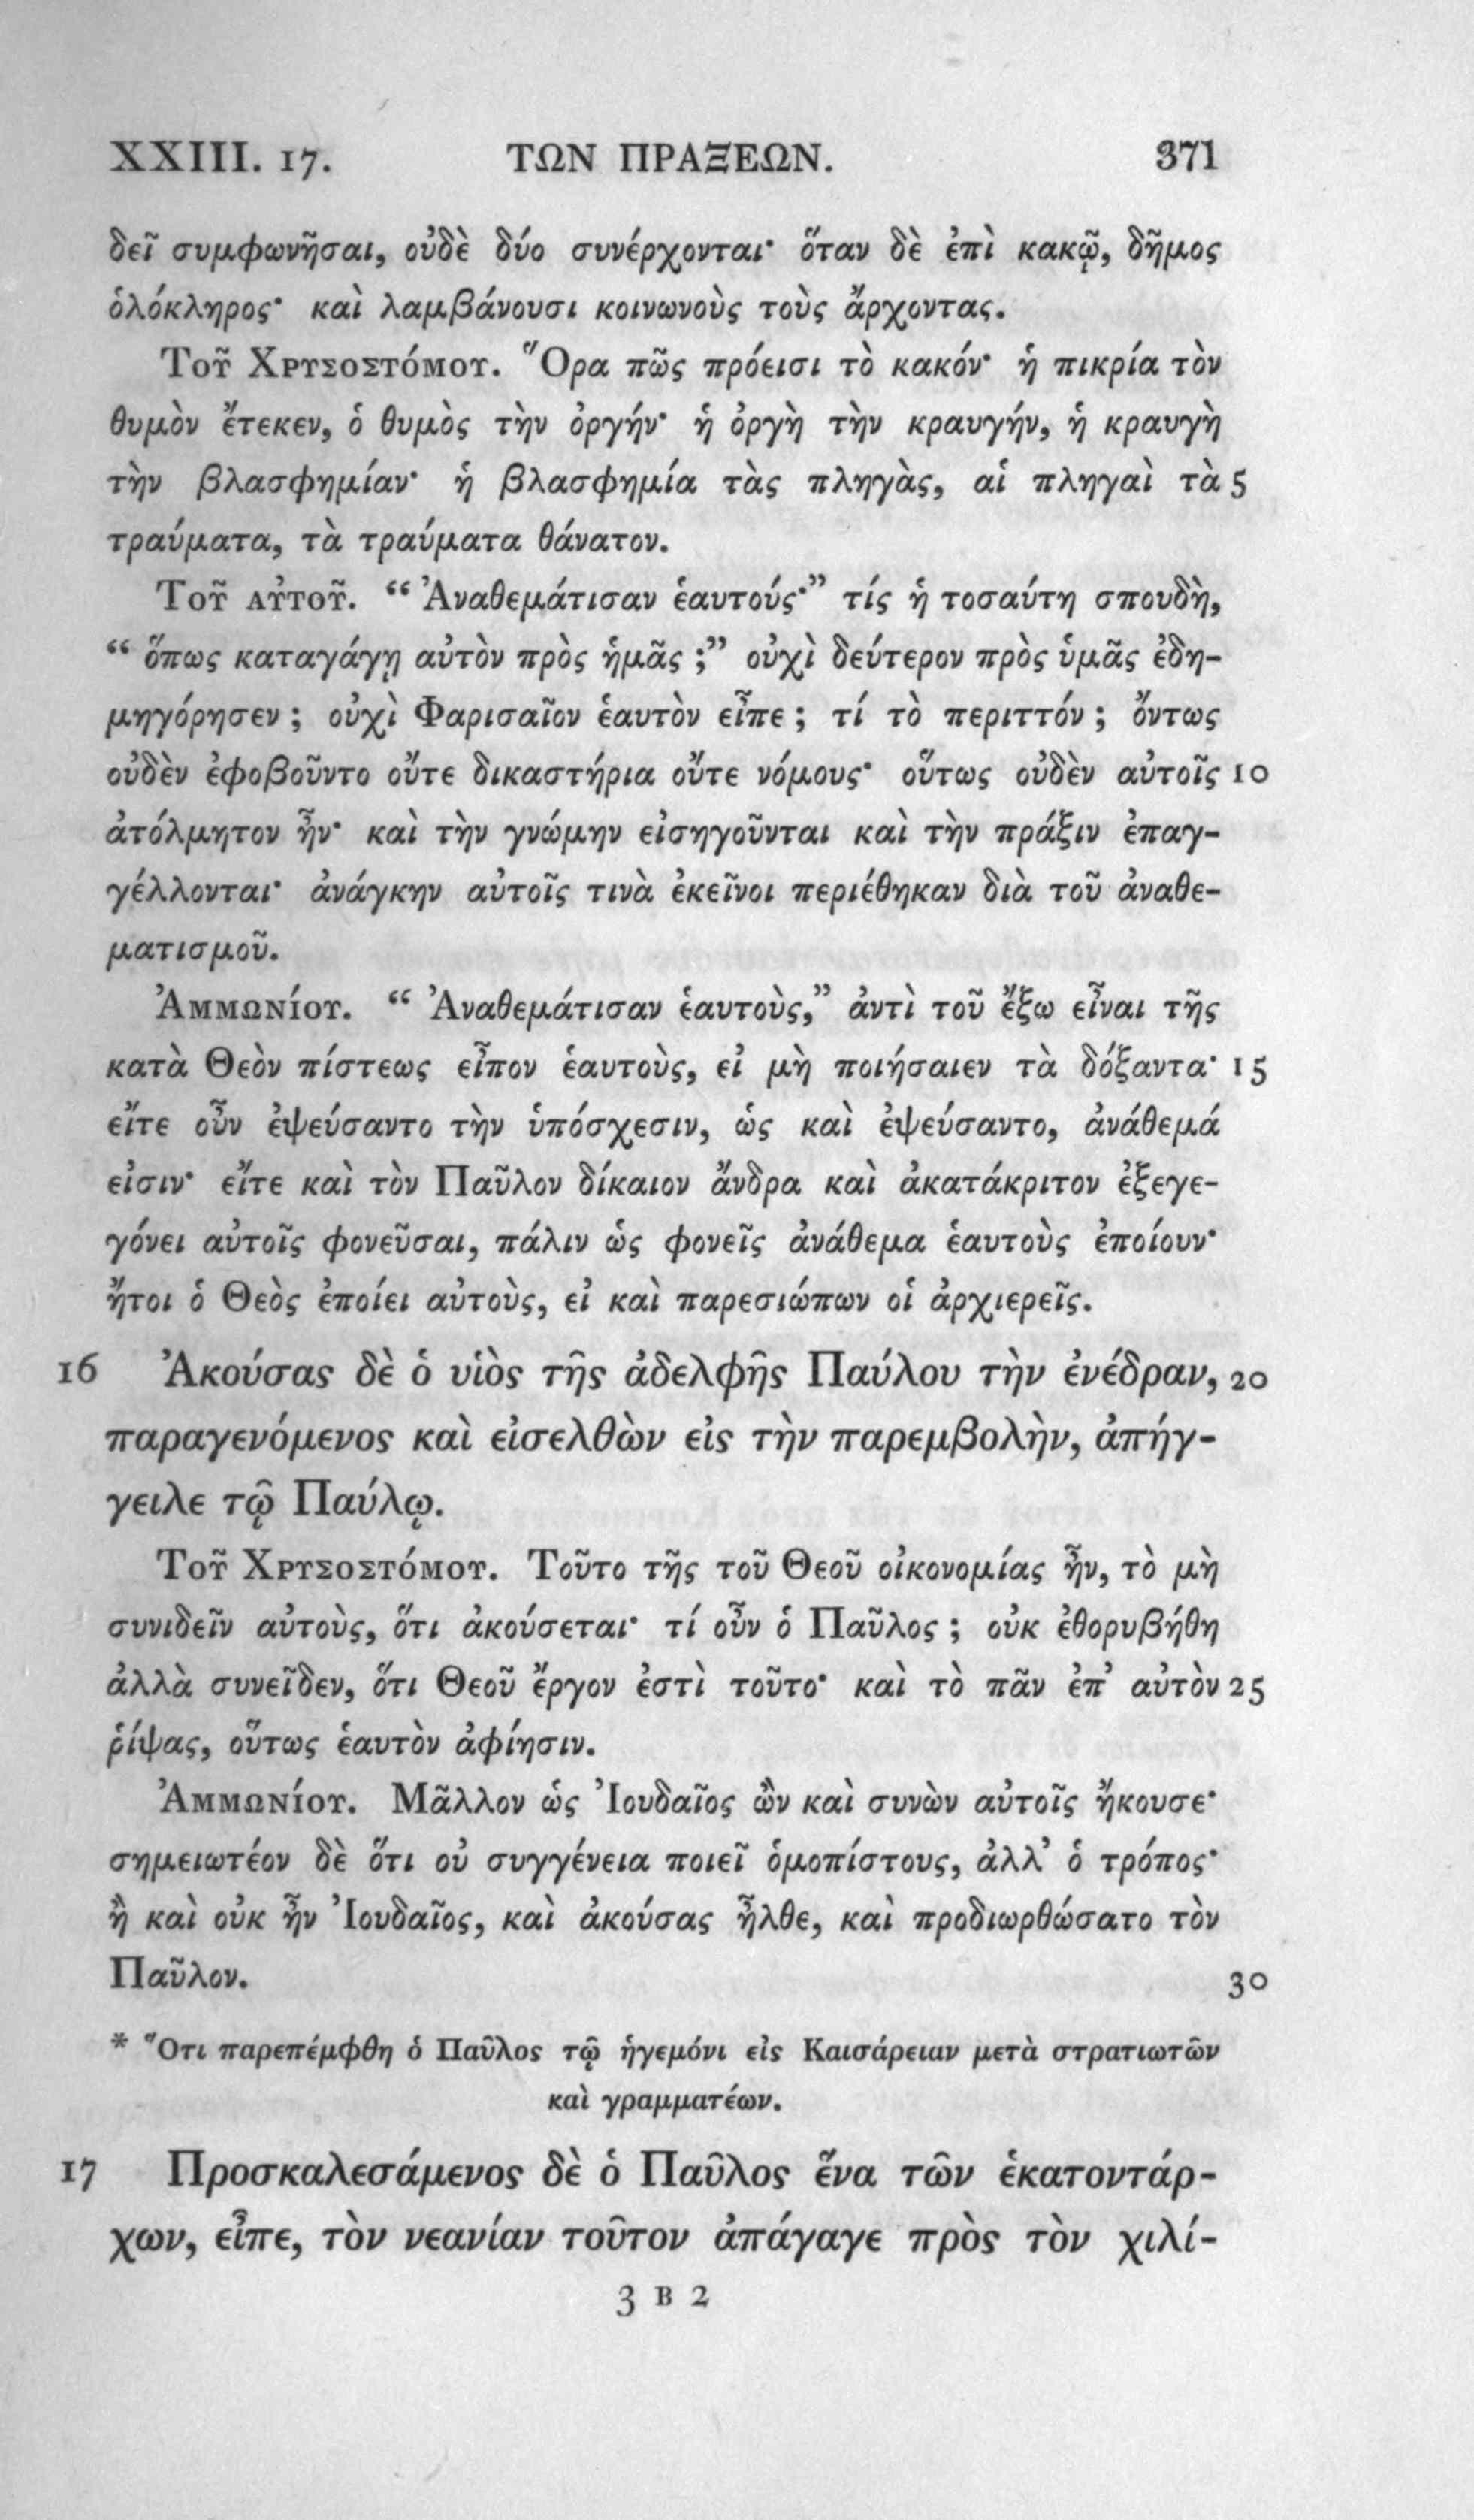 XXIII. 17. ΤΩΝ ΠΡΑΞΕΩΝ. 371
δεῖ συμφωνῆσαι, οὐδὲ δύο συνέρχονται· ὅταν δὲ ἐπὶ κακῷ, δῆμος
ὁλόκληρος· καὶ λαμβάνουσι κοινωνοὺς τοὺς ἄρχοντας.
Τοῦ Χρυσοστόμου. Ὅρα πῶς πρόεισι τὸ κακόν· ἡ πικρία τὸν
θυμὸν ἔτεκεν, ὁ θυμὸς τὴν ὀργήν· ἡ ὀργὴ τὴν κραυγήν, ἡ κραυγὴ
τὴν βλασφημίαν· ἡ βλασφημία τὰς πληγὰς, αἱ πληγαὶ τὰ 5
τραύματα, τὰ τραύματα θάνατον.
Τοῦ αὐτοῦ. “ Ἀναθεμάτισαν ἑαυτούς·” τίς ἡ τοσαύτη σπουδὴ,
“ ὅπως καταγάγῃ αὐτὸν πρὸς ἡμᾶς ;” οὐχὶ δεύτερον πρὸς ὑμᾶς ἐδη-
μηγόρησεν ; οὐχὶ Φαρισαῖον ἑαυτὸν εἶπε ; τί τὸ περιττόν ; ὄντως
οὐδὲν ἐφοβοῦντο οὔτε δικαστήρια οὔτε νόμους· οὕτως οὐδὲν αὐτοῖς 10
ἀτόλμητον ἦν· καὶ τὴν γνώμην εἰσηγοῦνται καὶ τὴν πράξιν ἐπαγ-
γέλλονται· ἀνάγκην αὐτοῖς τινὰ ἐκεῖνοι περιέθηκαν διὰ τοῦ ἀναθε-
ματισμοῦ.
Ἀμμωνίου. “ Ἀναθεμάτισαν ἑαυτοὺς,” ἀντὶ τοῦ ἔξω εἶναι τῆς
κατὰ Θεὸν πίστεως εἶπον ἑαυτοὺς, εἰ μὴ ποιήσαιεν τὰ δόξαντα· 15
εἴτε οὖν ἐψεύσαντο τὴν ὑπόσχεσιν, ὡς καὶ ἐψεύσαντο, ἀνάθεμά
εἰσιν· εἴτε καὶ τὸν Παῦλον δίκαιον ἄνδρα καὶ ἀκατάκριτον ἐξεγε-
γόνει αὐτοῖς φονεῦσαι, πάλιν ὡς φονεῖς ἀνάθεμα ἑαυτοὺς ἐποίουν·
ἤτοι ὁ Θεὸς ἐποίει αὐτοὺς, εἰ καὶ παρεσιώπων οἱ ἀρχιερεῖς.
16 Ἀκούσας δὲ ὁ υἱὸς τῆς ἀδελφῆς Παύλου τὴν ἐνέδραν, 20
παραγενόμενος καὶ εἰσελθὼν εἰς τὴν παρεμβολὴν, ἀπήγ-
γειλε τῷ Παύλῳ.
Τοῦ Χρυσοστόμου. Τοῦτο τῆς τοῦ Θεοῦ οἰκονομίας ἦν, τὸ μὴ
συνιδεῖν αὐτοὺς, ὅτι ἀκούσεται· τί οὖν ὁ Παῦλος ; οὐκ ἐθορυβήθη
ἀλλὰ συνεῖδεν, ὅτι Θεοῦ ἔργον ἐστὶ τοῦτο· καὶ τὸ πᾶν ἐπ’ αὐτὸν 25
ῥίψας, οὕτως ἑαυτὸν ἀφίησιν.
Ἀμμωνίου. Μᾶλλον ὡς Ἰουδαῖος ὢν καὶ συνὼν αὐτοῖς ἤκουσε·
σημειωτέον δὲ ὅτι οὐ συγγένεια ποιεῖ ὁμοπίστους, ἀλλ’ ὁ τρόπος·
ἢ καὶ οὐκ ἦν Ἰουδαῖος, καὶ ἀκούσας ἦλθε, καὶ προδιωρθώσατο τὸν
Παῦλον. 30
* Ὅτι παρεπέμφθη ὁ Παῦλος τῷ ἡγεμόνι εἰς Καισάρειαν μετὰ στρατιωτῶν
καὶ γραμματέων.
17 Προσκαλεσάμενος δὲ ὁ Παῦλος ἕνα τῶν ἑκατοντάρ-
χων, εἶπε, τὸν νεανίαν τοῦτον ἀπάγαγε πρὸς τὸν χιλί-
3 B 2